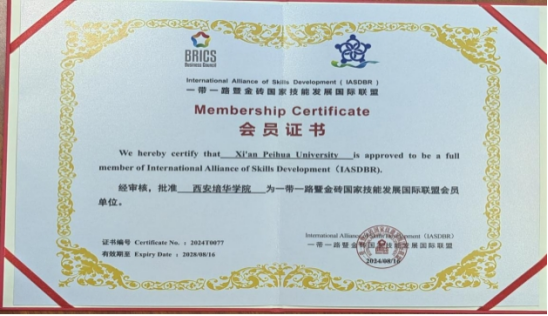 BRICS
Business Council
International Alliance of Skills Development ( IASDBR )
一带一路暨金砖国家技能发展国际联盟
Membership Certificate
会员证书
We hereby certify that Xi'an Peihua University is approved to be a full
member of International Alliance of Skills Development（IASDBR).
经审核，批准 西安培华学院 为一带一路暨金砖国家技能发展国际联盟会员
单位。
International Alliance of Skills Development（IASDBR)
一带一路暨金砖国家技能发展国际联盟
证书编号 Certificate No.：2024T0077
有效期至 Expiry Date：2028/08/16
2024/08/16